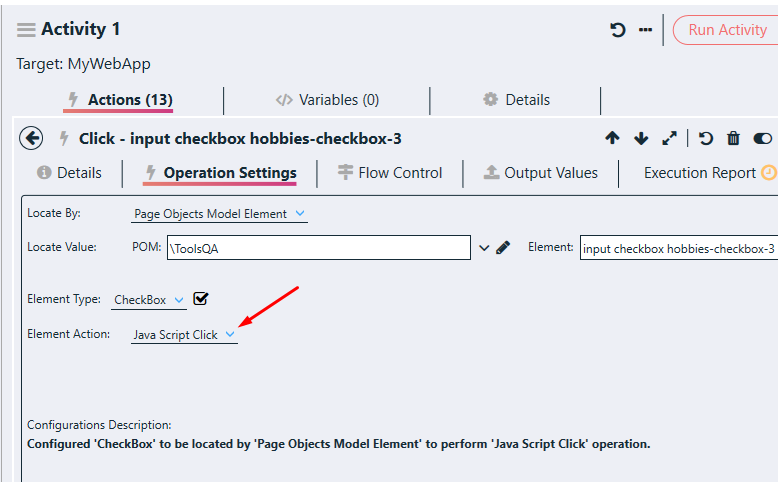 Activity 1
Run Activity
Target: MyWebApp
Actions (13) Variables (0) Details
Click - input checkbox hobbies-checkbox-3
Details Operation Settings Flow Control Output Values Execution Report
Locate By: Page Objects Model Element
Locate Value: POM: \ToolsQA Element: input checkbox hobbies-checkbox-3
Element Type: CheckBox
Element Action: Java Script Click
Configurations Description:
Configured 'CheckBox' to be located by 'Page Objects Model Element' to perform 'Java Script Click' operation.